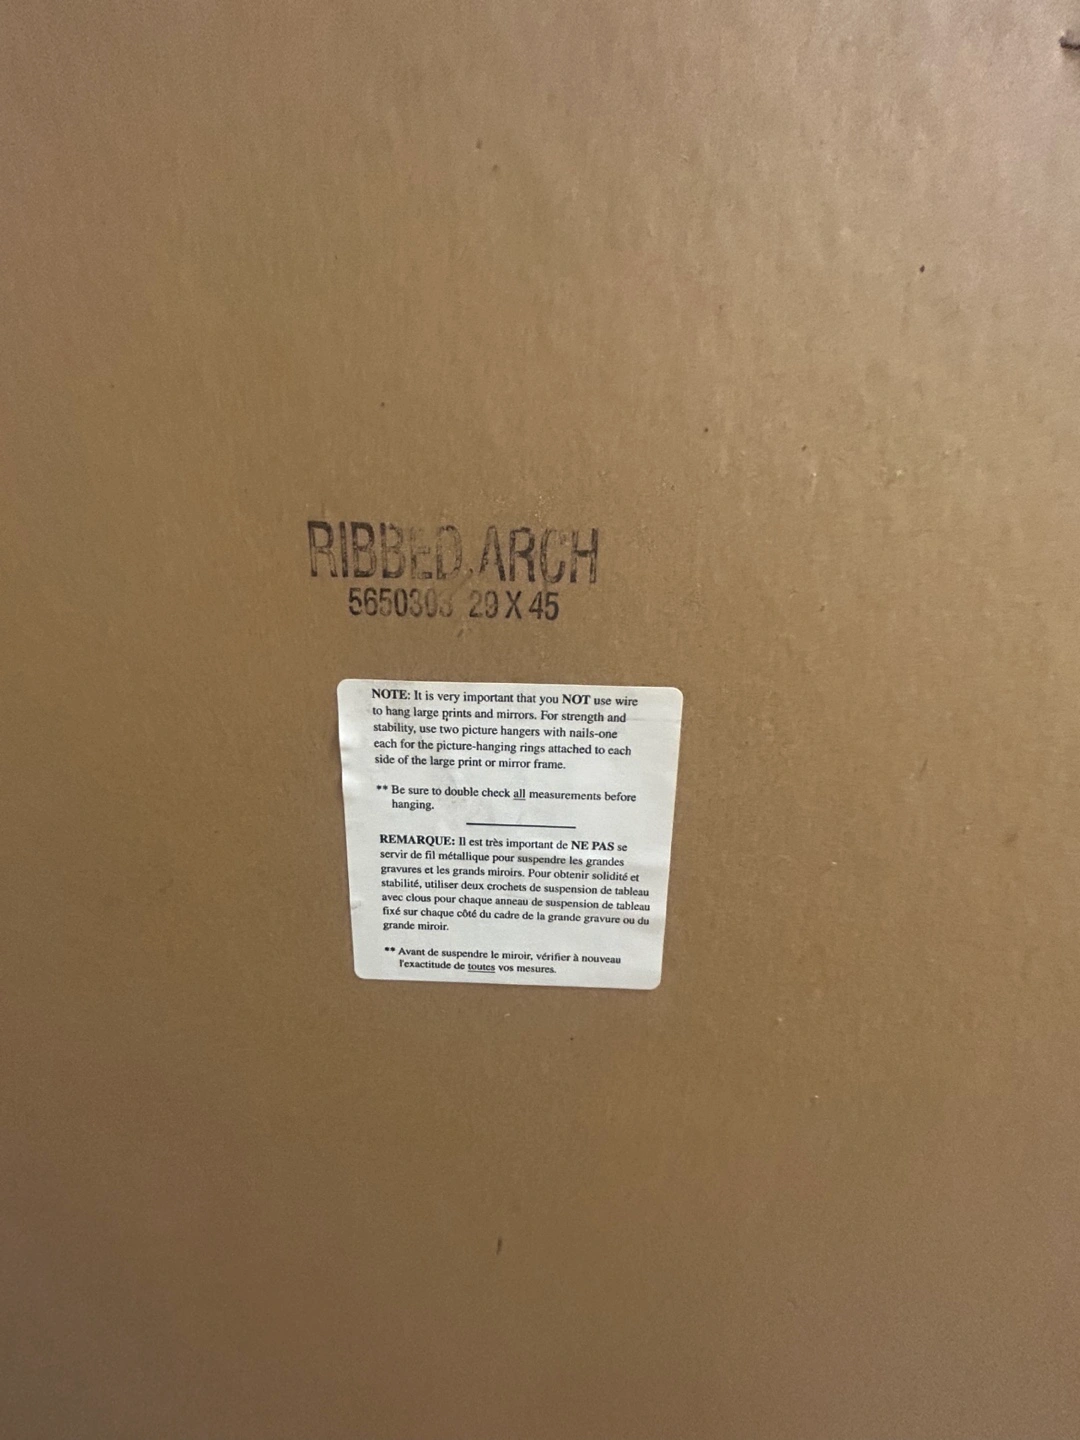 RIBBED ARCH
5650303 29 X 45
NOTE: It is very important that you NOT use wire
to hang large prints and mirrors. For strength and
stability, use two picture hangers with nails-one
each for the picture-hanging rings attached to each
side of the large print or mirror frame.
** Be sure to double check all measurements before
hanging.
REMARQUE: Il est très important de NE PAS se
servir de fil métallique pour suspendre les grandes
gravures et les grands miroirs. Pour obtenir solidité et
stabilité, utiliser deux crochets de suspension de tableau
avec clous pour chaque anneau de suspension de tableau
fixé sur chaque côté du cadre de la grande gravure ou du
grande miroir.
** Avant de suspendre le miroir, vérifier à nouveau
l'exactitude de toutes vos mesures.